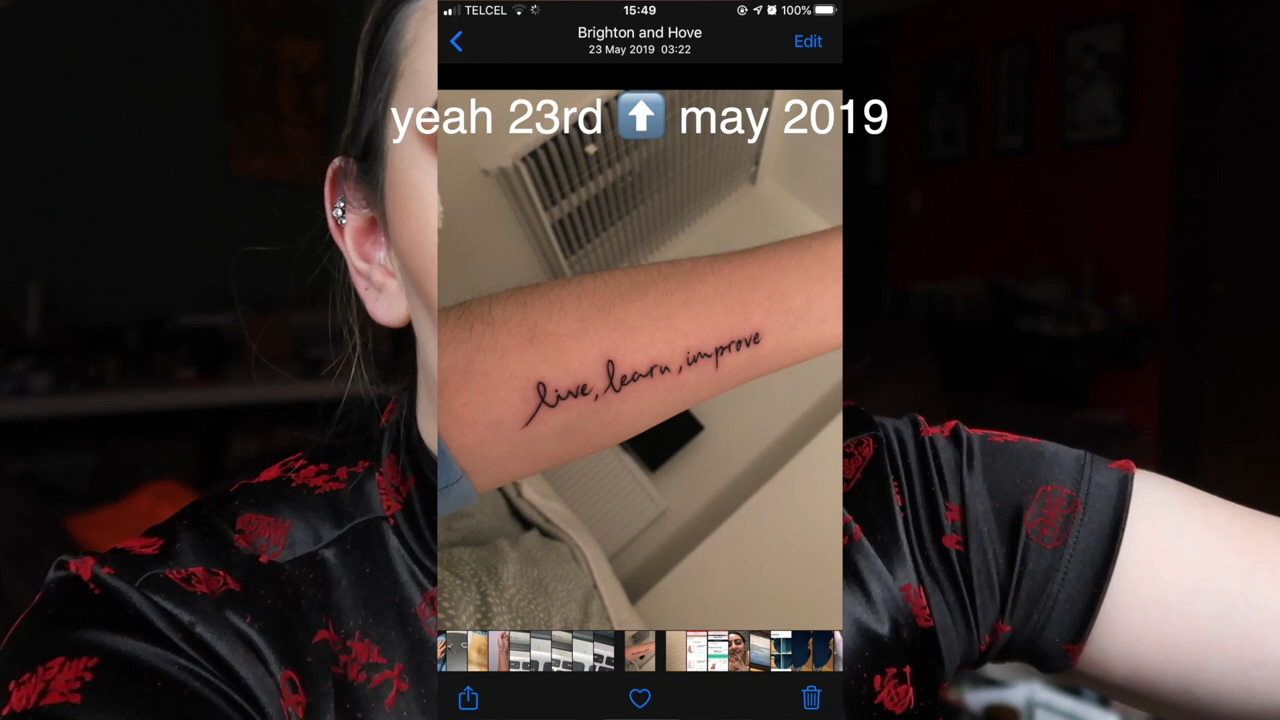 TELCEL 15:49 100%
Brighton and Hove
23 May 2019 03:22
Edit
yeah 23rd ⬆️ may 2019
live, learn, improve